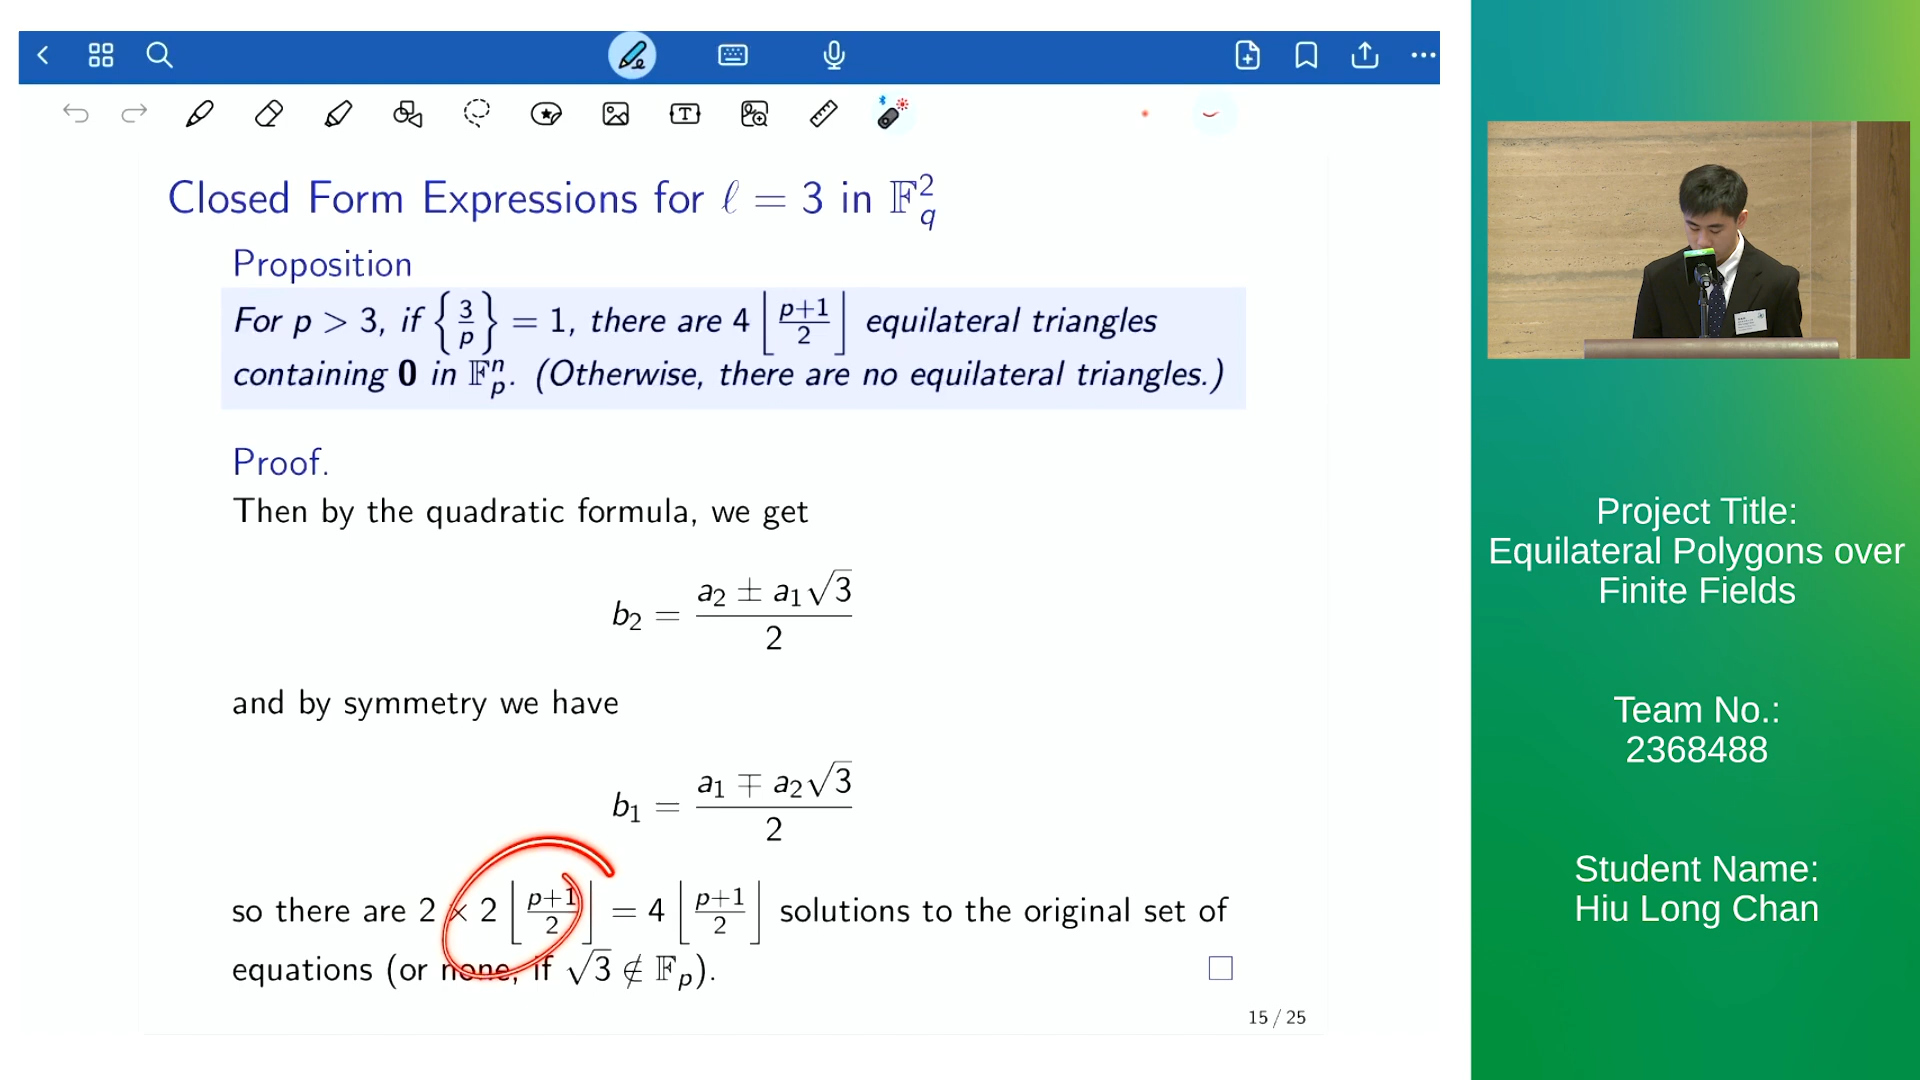 Closed Form Expressions for ℓ = 3 in 𝔽_q^2
Proposition
For p > 3, if {3/p} = 1, there are 4 ⌊(p+1)/2⌋ equilateral triangles
containing 0 in 𝔽_p^n. (Otherwise, there are no equilateral triangles.)
Proof.
Then by the quadratic formula, we get
b₂ = (a₂ ± a₁√3)/2
and by symmetry we have
b₁ = (a₁ ∓ a₂√3)/2
so there are 2 × 2 ⌊(p+1)/2⌋ = 4 ⌊(p+1)/2⌋ solutions to the original set of
equations (or none, if √3 ∉ 𝔽_p). □
15 / 25
Project Title:
Equilateral Polygons over
Finite Fields
Team No.:
2368488
Student Name:
Hiu Long Chan